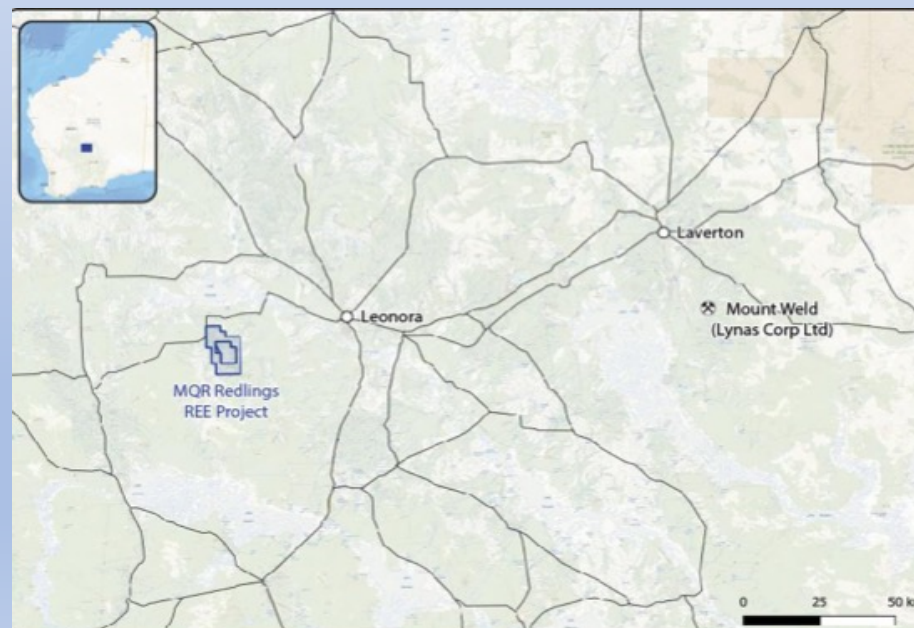 Laverton
Leonora
Mount Weld
(Lynas Corp Ltd)
MQR Redlings
REE Project
0 25 50 k